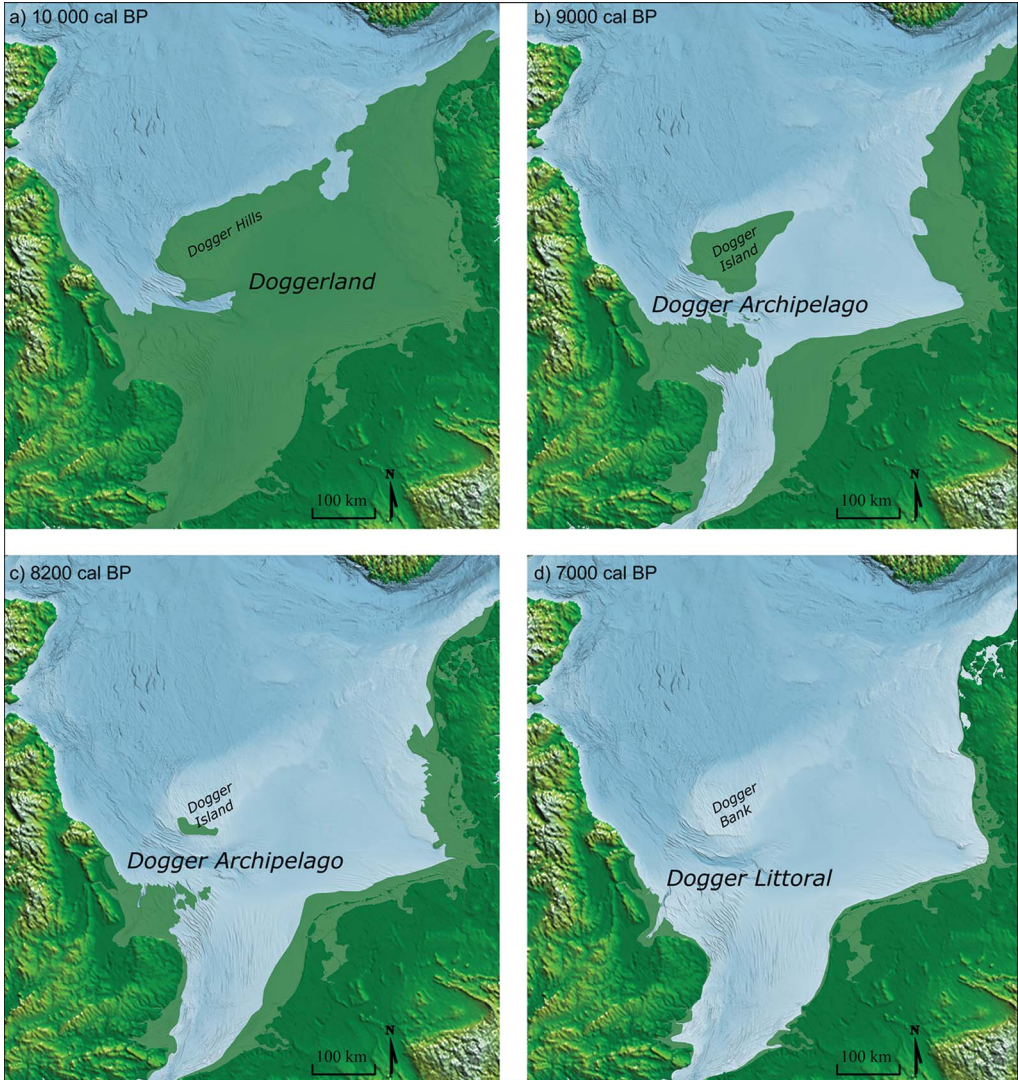 a) 10 000 cal BP
Dogger Hills
Doggerland
N
100 km
b) 9000 cal BP
Dogger
Island
Dogger Archipelago
N
100 km
c) 8200 cal BP
Dogger
Island
Dogger Archipelago
N
100 km
d) 7000 cal BP
Dogger
Bank
Dogger Littoral
N
100 km